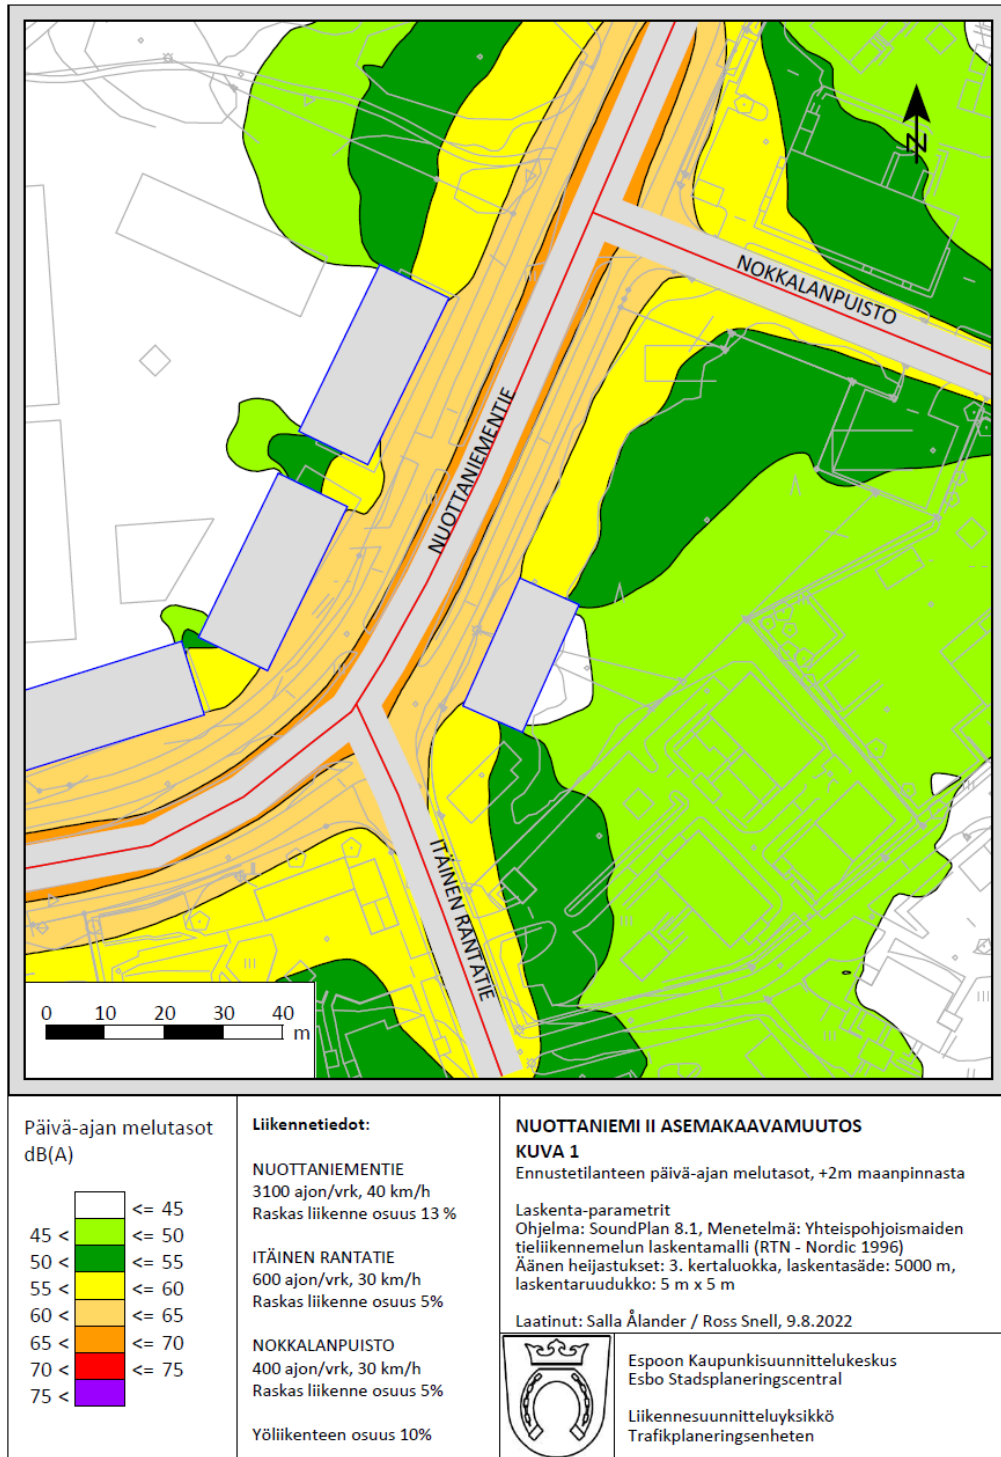 N
NOKKALANPUISTO
NUOTTANIEMENTIE
ITÄINEN RANTATIE
0 10 20 30 40 m
Päivä-ajan melutasot
dB(A)
<= 45
45 < <= 50
50 < <= 55
55 < <= 60
60 < <= 65
65 < <= 70
70 < <= 75
75 <
Liikennetiedot:
NUOTTANIEMENTIE
3100 ajon/vrk, 40 km/h
Raskas liikenne osuus 13 %
ITÄINEN RANTATIE
600 ajon/vrk, 30 km/h
Raskas liikenne osuus 5%
NOKKALANPUISTO
400 ajon/vrk, 30 km/h
Raskas liikenne osuus 5%
Yöliikenteen osuus 10%
NUOTTANIEMI II ASEMAKAAVAMUUTOS
KUVA 1
Ennustetilanteen päivä-ajan melutasot, +2m maanpinnasta
Laskenta-parametrit
Ohjelma: SoundPlan 8.1, Menetelmä: Yhteispohjoismaiden
tieliikennemelun laskentamalli (RTN - Nordic 1996)
Äänen heijastukset: 3. kertaluokka, laskentasäde: 5000 m,
laskentaruudukko: 5 m x 5 m
Laatinut: Salla Ålander / Ross Snell, 9.8.2022
Espoon Kaupunkisuunnittelukeskus
Esbo Stadsplaneringscentral
Liikennesuunnitteluyksikkö
Trafikplaneringsenheten